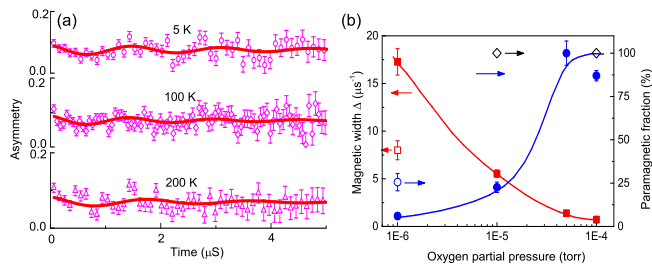 (a)
0.2
5 K
0.0
0.2
100 K
0.0
0.2
200 K
0.0
0 2 4
Asymmetry
Time (μS)
(b)
Magnetic width Δ (μs⁻¹)
20
15
10
5
0
100
75
50
25
0
Paramagnetic fraction (%)
1E-6 1E-5 1E-4
Oxygen partial pressure (torr)